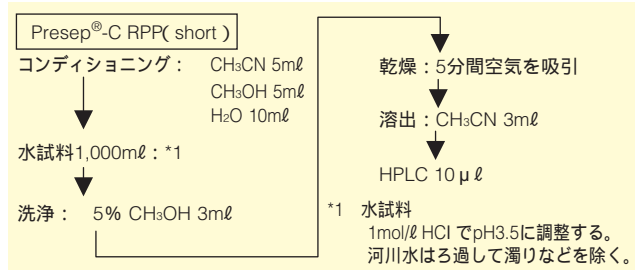 Presep®-C RPP(short)
コンディショニング： CH₃CN 5mℓ
CH₃OH 5mℓ
H₂O 10mℓ
水試料1,000mℓ：*1
洗浄： 5% CH₃OH 3mℓ
乾燥：5分間空気を吸引
溶出：CH₃CN 3mℓ
HPLC 10μℓ
*1 水試料
1mol/ℓ HCl でpH3.5に調整する。
河川水はろ過して濁りなどを除く。